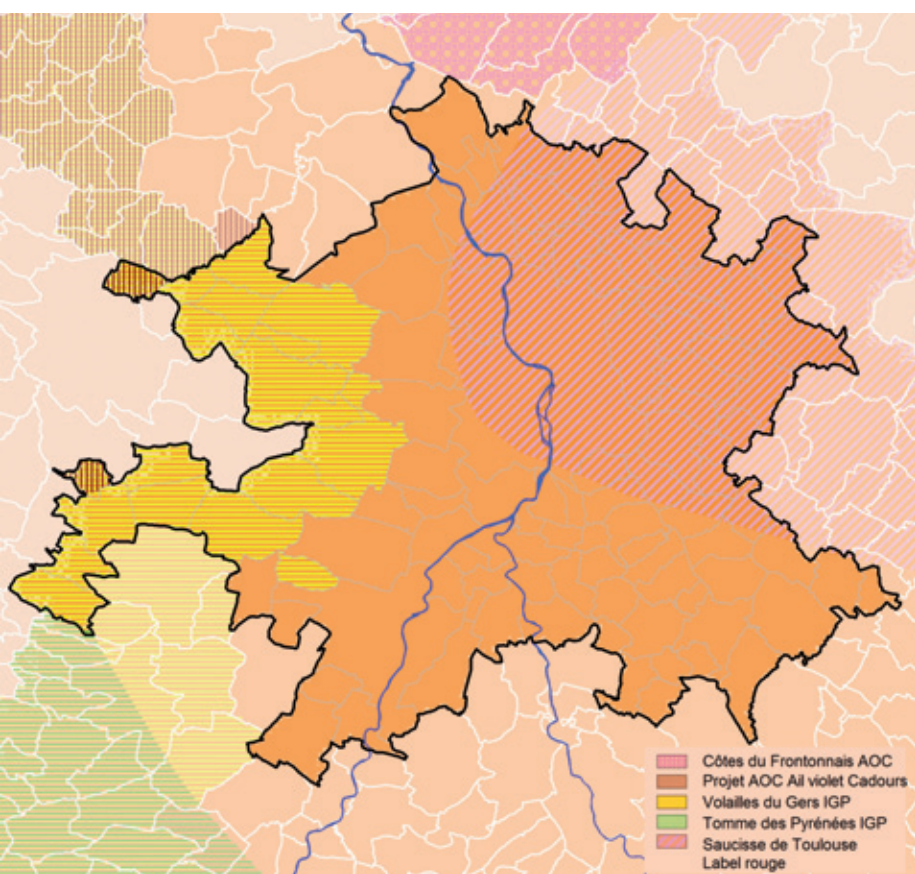 Côtes du Frontonnais AOC
Projet AOC Ail violet Cadours
Volailles du Gers IGP
Tomme des Pyrénées IGP
Saucisse de Toulouse
Label rouge